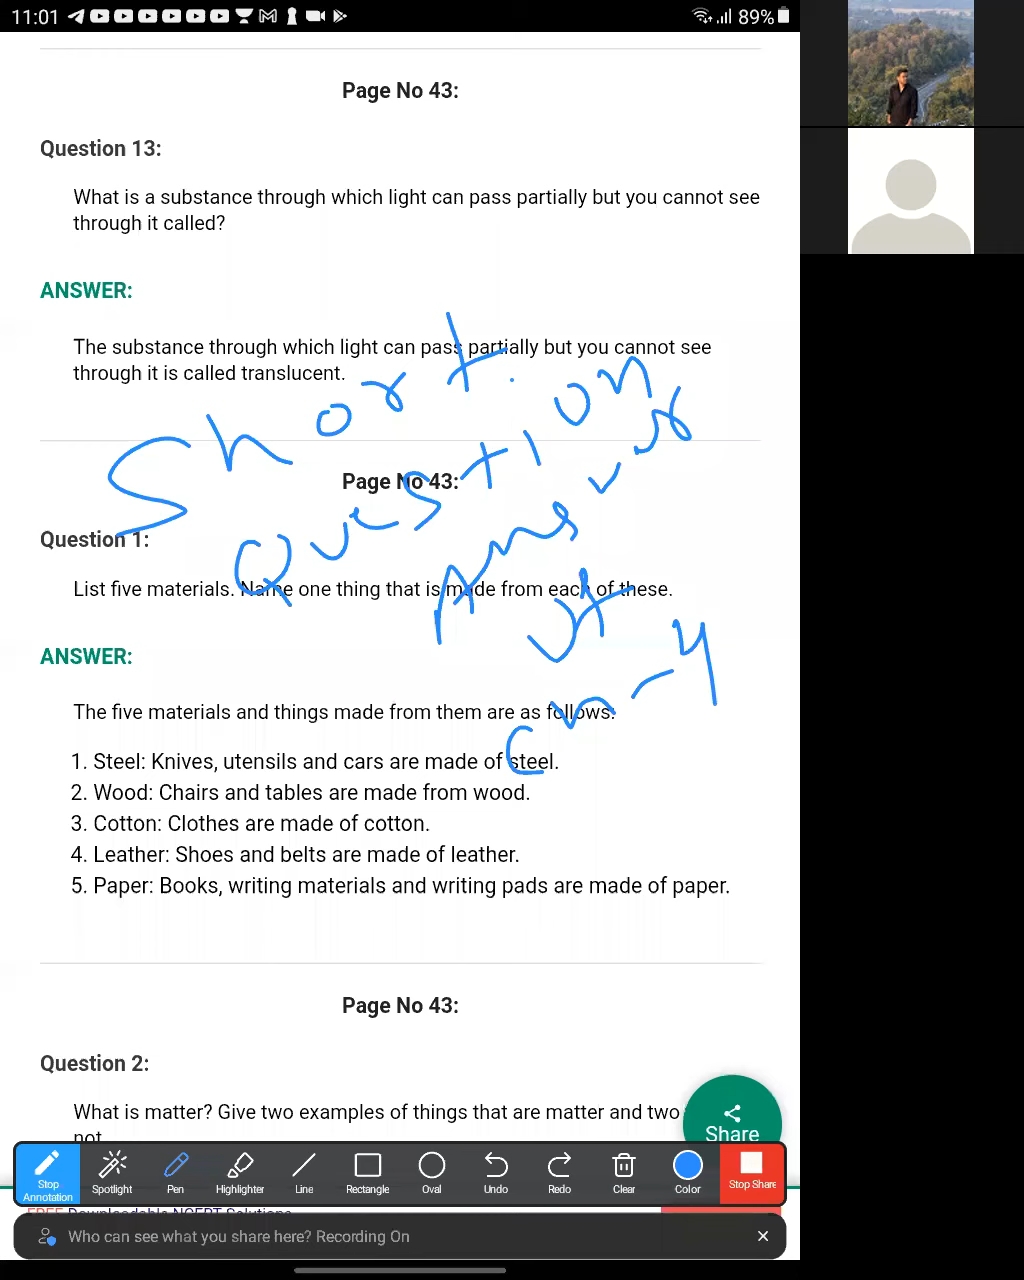 11:01
89%
Page No 43:
Question 13:
What is a substance through which light can pass partially but you cannot see
through it called?
ANSWER:
The substance through which light can pass partially but you cannot see
through it is called translucent.
Short.
Question
Page No 43:
Question 1:
List five materials. Name one thing that is made from each of these.
ANSWER:
The five materials and things made from them are as follows:
Ch-4
1. Steel: Knives, utensils and cars are made of steel.
2. Wood: Chairs and tables are made from wood.
3. Cotton: Clothes are made of cotton.
4. Leather: Shoes and belts are made of leather.
5. Paper: Books, writing materials and writing pads are made of paper.
Page No 43:
Question 2:
What is matter? Give two examples of things that are matter and two
not.
Share
Stop Annotation
Spotlight
Pen
Highlighter
Line
Rectangle
Oval
Undo
Redo
Clear
Color
Stop Share
FREE Downloadable NCERT Solutions
Who can see what you share here? Recording On